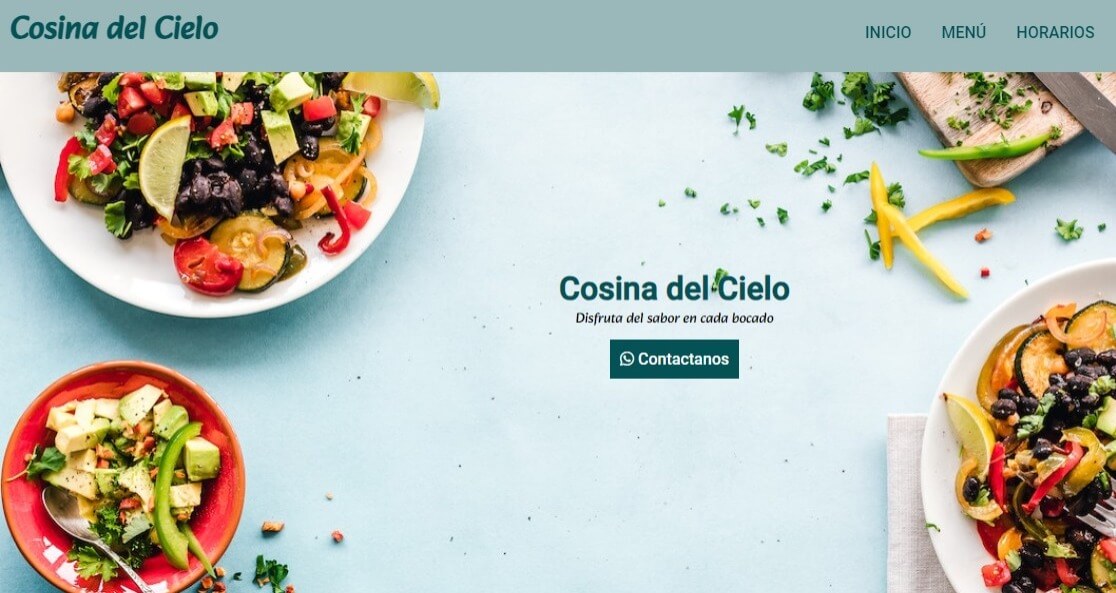 Cosina del Cielo
INICIO MENÚ HORARIOS
Cosina del Cielo
Disfruta del sabor en cada bocado
Contactanos